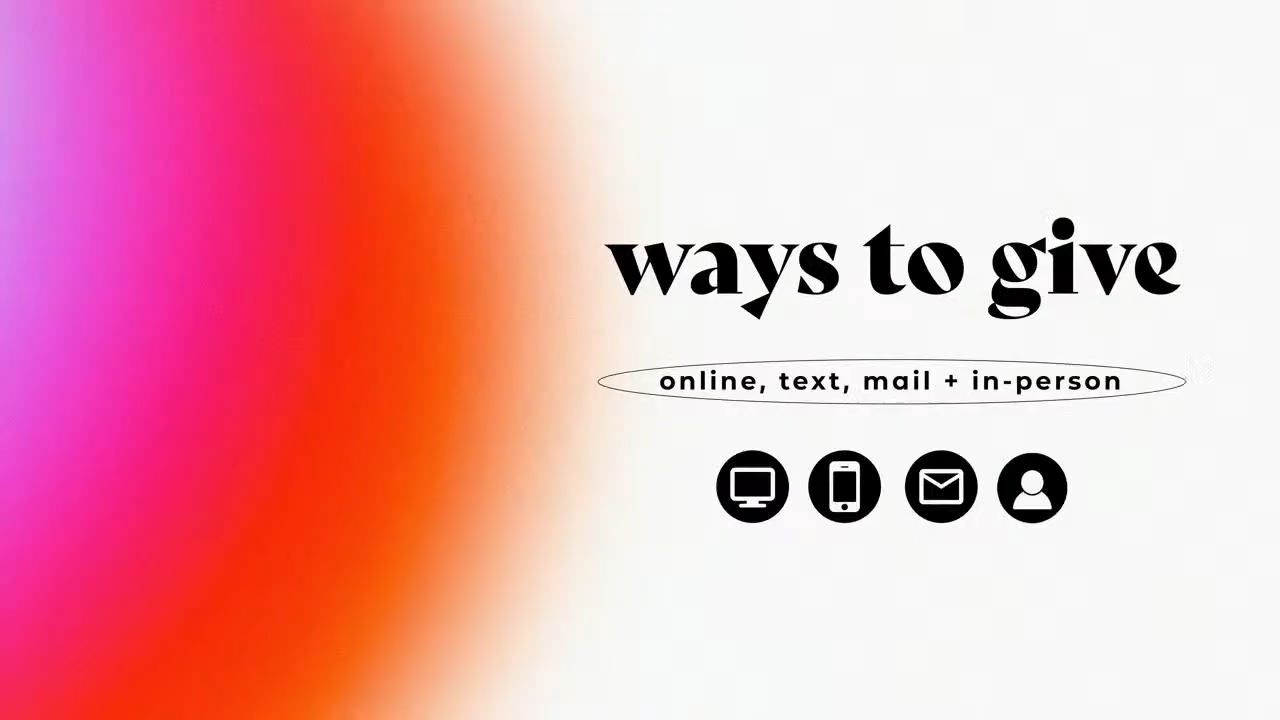 ways to give
online, text, mail + in-person